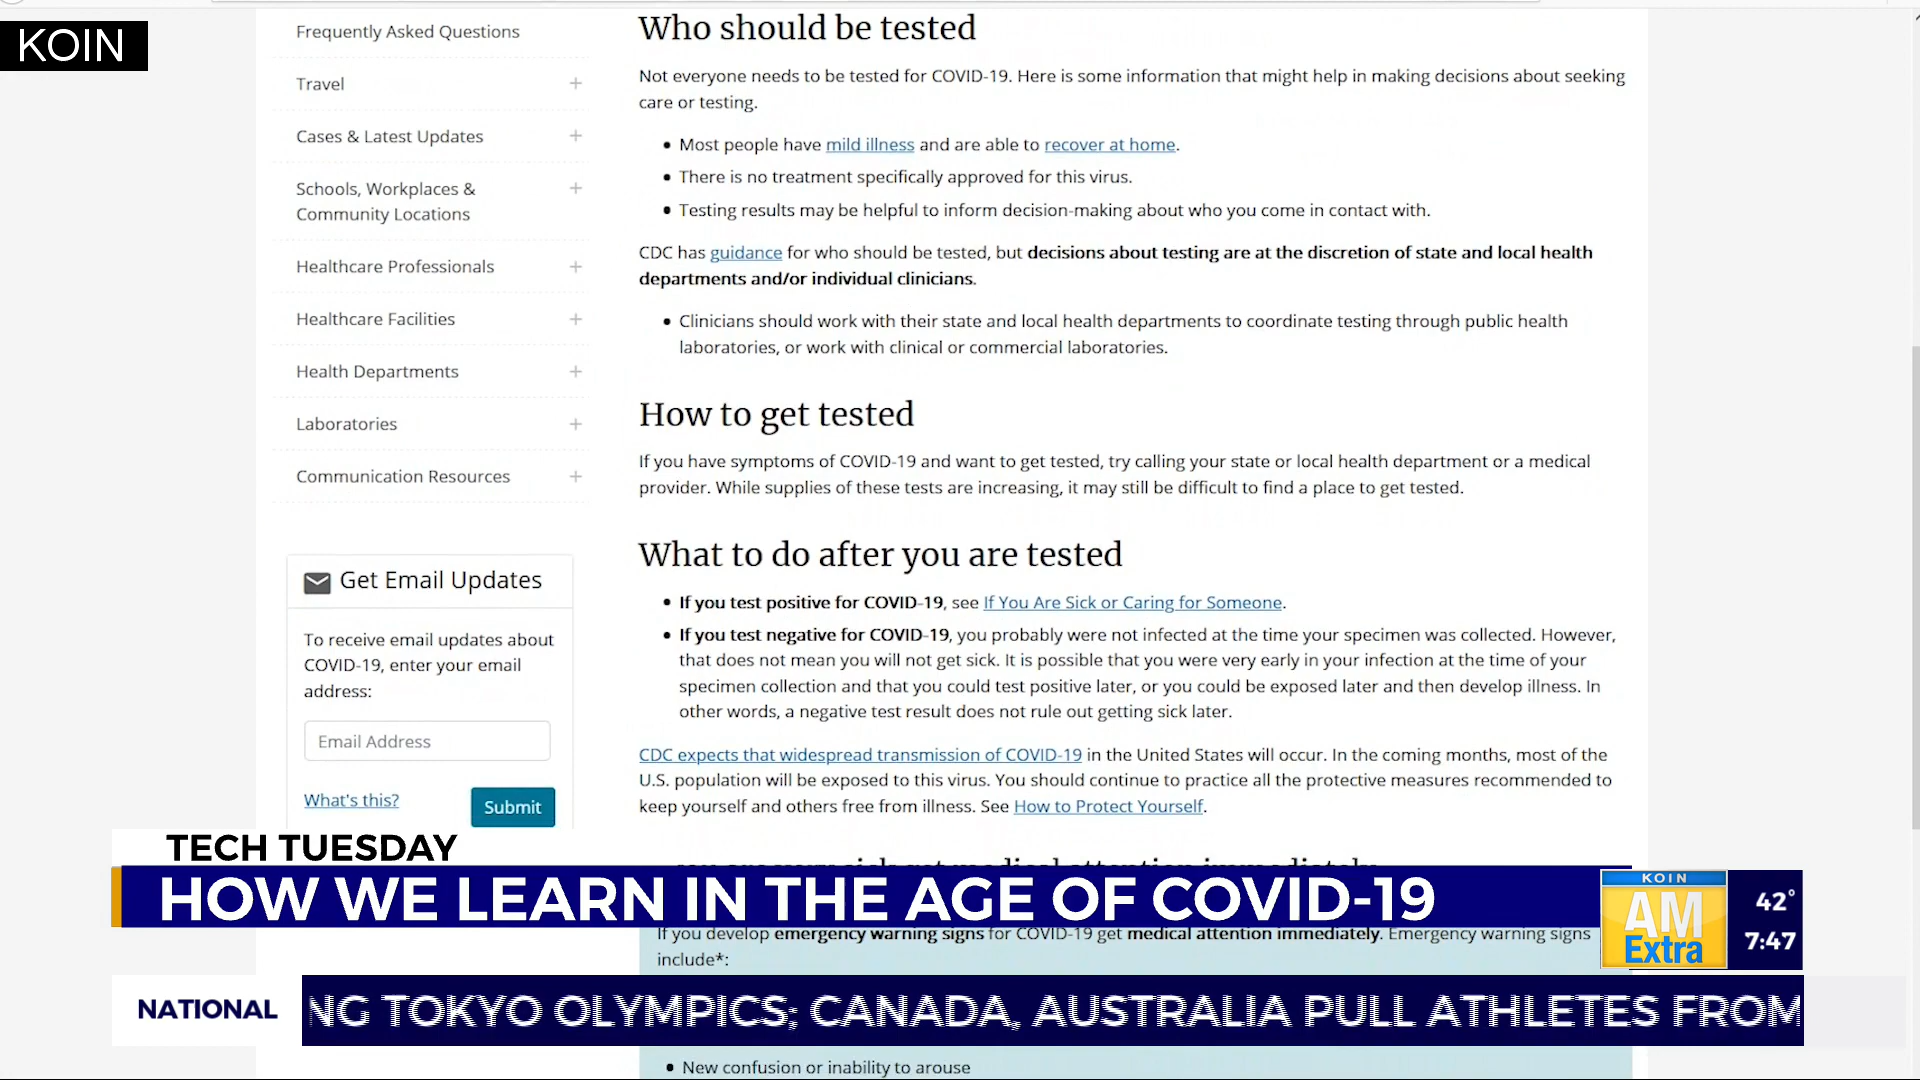 KOIN
Frequently Asked Questions
Travel
Cases & Latest Updates
Schools, Workplaces &
Community Locations
Healthcare Professionals
Healthcare Facilities
Health Departments
Laboratories
Communication Resources
Get Email Updates
To receive email updates about
COVID-19, enter your email
address:
Email Address
What's this?
Submit
Who should be tested
Not everyone needs to be tested for COVID-19. Here is some information that might help in making decisions about seeking
care or testing.
• Most people have mild illness and are able to recover at home.
• There is no treatment specifically approved for this virus.
• Testing results may be helpful to inform decision-making about who you come in contact with.
CDC has guidance for who should be tested, but decisions about testing are at the discretion of state and local health
departments and/or individual clinicians.
• Clinicians should work with their state and local health departments to coordinate testing through public health
laboratories, or work with clinical or commercial laboratories.
How to get tested
If you have symptoms of COVID-19 and want to get tested, try calling your state or local health department or a medical
provider. While supplies of these tests are increasing, it may still be difficult to find a place to get tested.
What to do after you are tested
• If you test positive for COVID-19, see If You Are Sick or Caring for Someone.
• If you test negative for COVID-19, you probably were not infected at the time your specimen was collected. However,
that does not mean you will not get sick. It is possible that you were very early in your infection at the time of your
specimen collection and that you could test positive later, or you could be exposed later and then develop illness. In
other words, a negative test result does not rule out getting sick later.
CDC expects that widespread transmission of COVID-19 in the United States will occur. In the coming months, most of the
U.S. population will be exposed to this virus. You should continue to practice all the protective measures recommended to
keep yourself and others free from illness. See How to Protect Yourself.
TECH TUESDAY
HOW WE LEARN IN THE AGE OF COVID-19
KOIN
AM
Extra
42°
7:47
If you develop emergency warning signs for COVID-19 get medical attention immediately. Emergency warning signs
include*:
NATIONAL
NG TOKYO OLYMPICS; CANADA, AUSTRALIA PULL ATHLETES FROM
• New confusion or inability to arouse